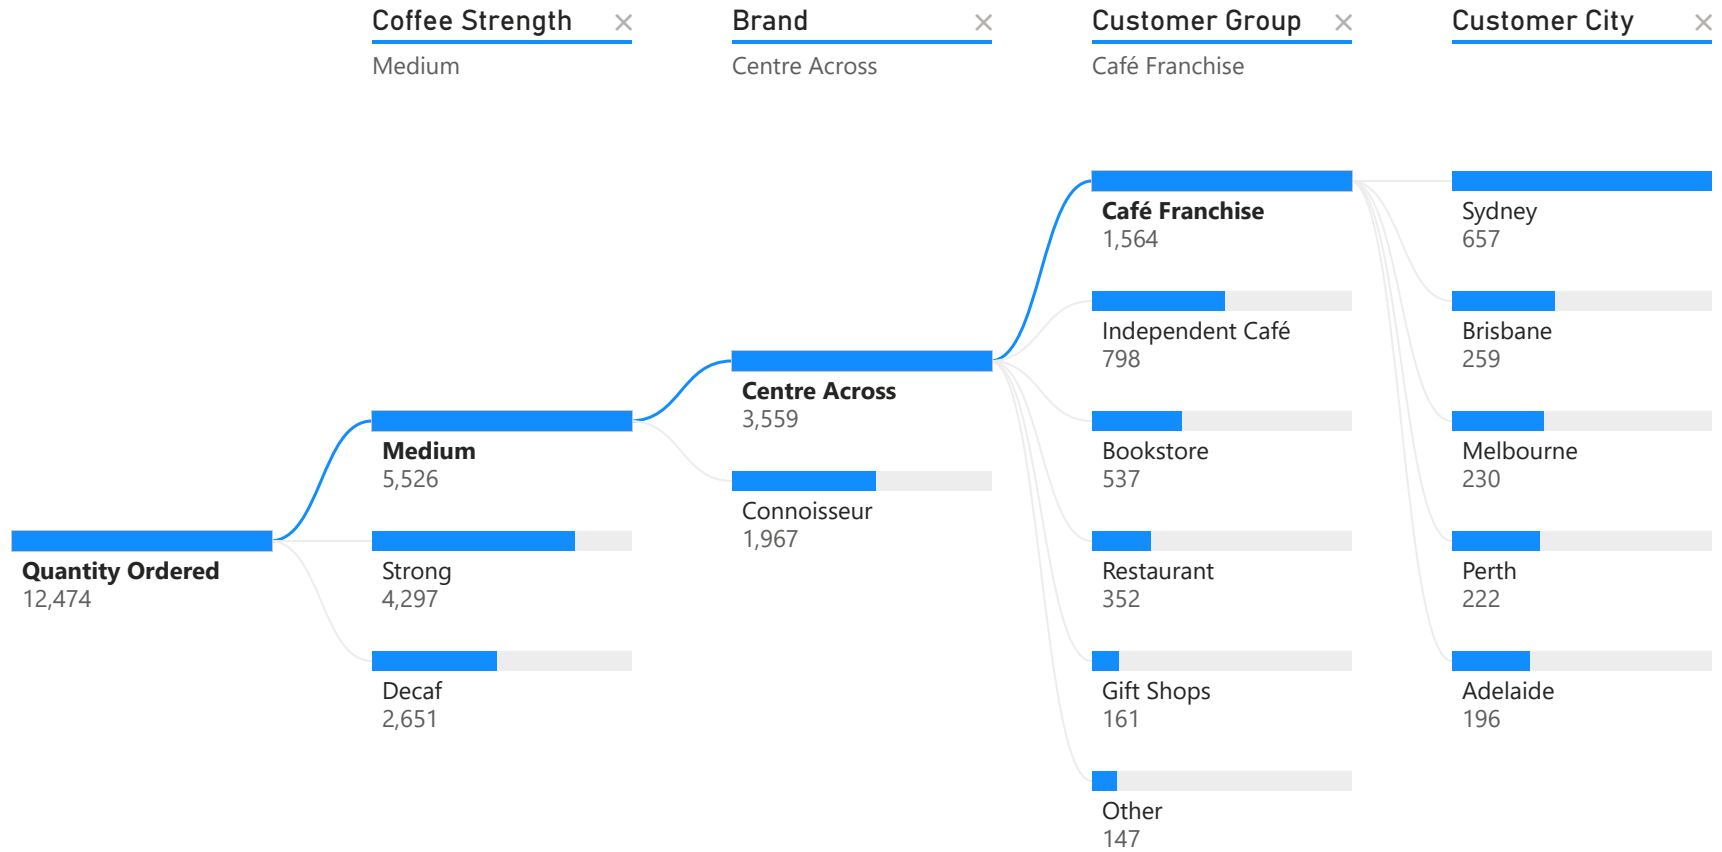 Coffee Strength ×
Medium
Brand ×
Centre Across
Customer Group ×
Café Franchise
Customer City ×
Quantity Ordered
12,474
Medium
5,526
Strong
4,297
Decaf
2,651
Centre Across
3,559
Connoisseur
1,967
Café Franchise
1,564
Independent Café
798
Bookstore
537
Restaurant
352
Gift Shops
161
Other
147
Sydney
657
Brisbane
259
Melbourne
230
Perth
222
Adelaide
196